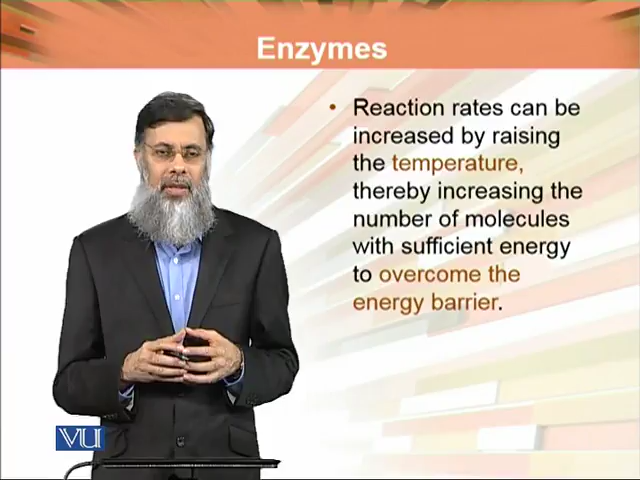 Enzymes
• Reaction rates can be
increased by raising
the temperature,
thereby increasing the
number of molecules
with sufficient energy
to overcome the
energy barrier.
VU